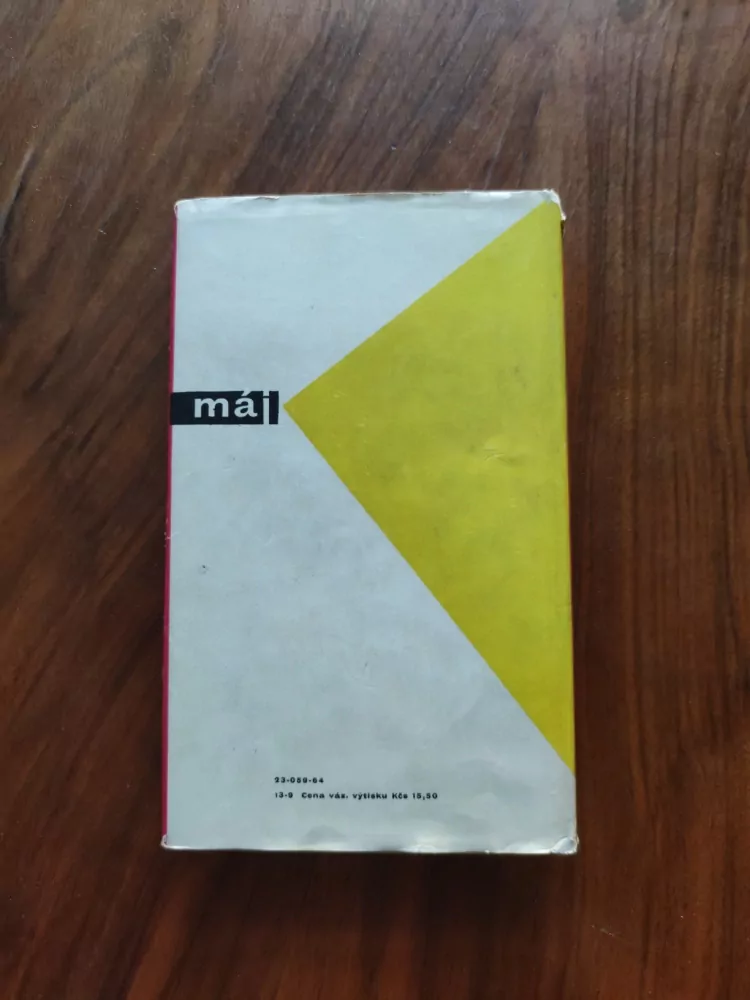 máj
23-059-64
13-9 Cena váz. výtisku Kčs 15,50